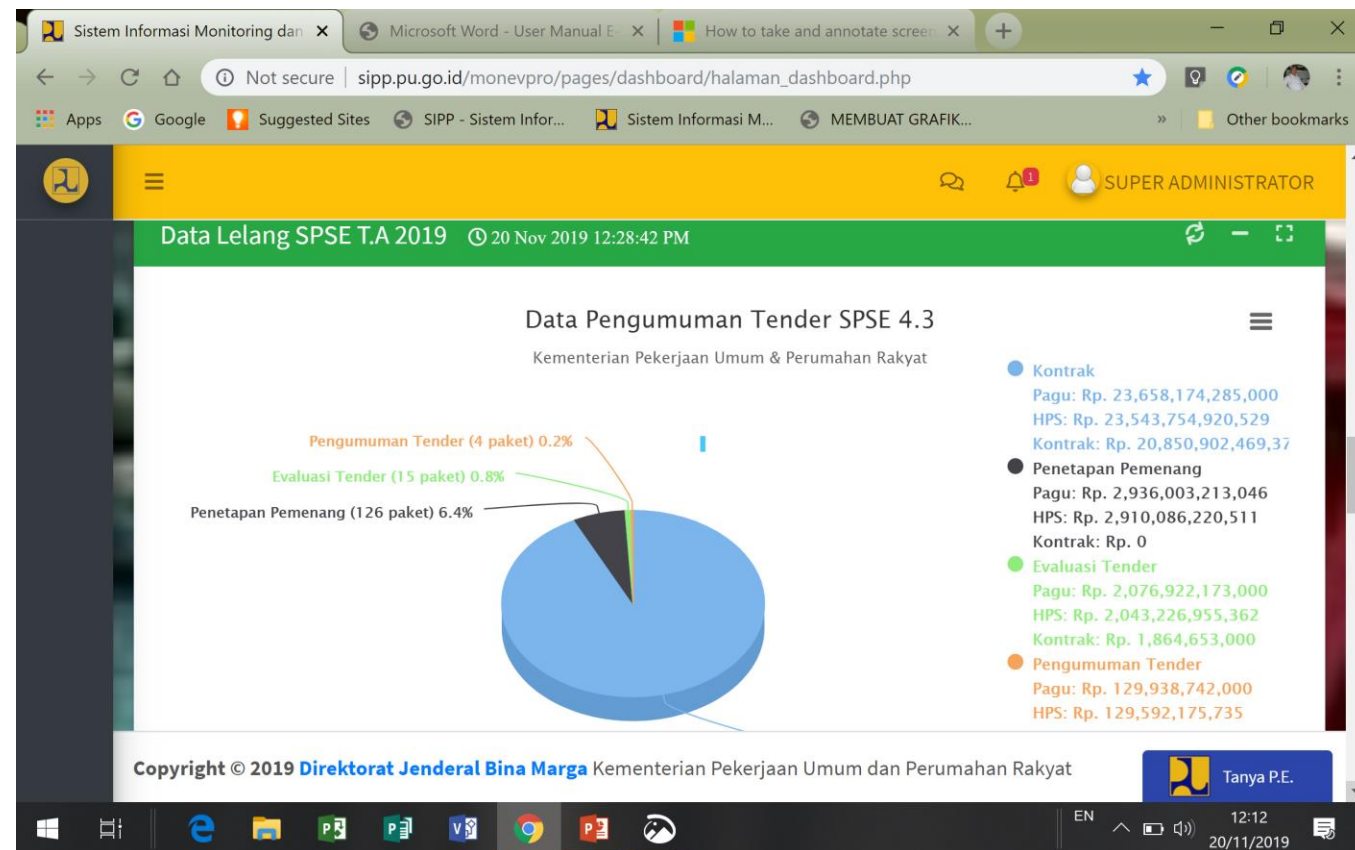 Sistem Informasi Monitoring dan
Microsoft Word - User Manual E-
How to take and annotate screen
Not secure | sipp.pu.go.id/monevpro/pages/dashboard/halaman_dashboard.php
Apps Google Suggested Sites SIPP - Sistem Infor... Sistem Informasi M... MEMBUAT GRAFIK... » Other bookmarks
1 SUPER ADMINISTRATOR
Data Lelang SPSE T.A 2019 20 Nov 2019 12:28:42 PM
Data Pengumuman Tender SPSE 4.3
Kementerian Pekerjaan Umum & Perumahan Rakyat
Pengumuman Tender (4 paket) 0.2%
Evaluasi Tender (15 paket) 0.8%
Penetapan Pemenang (126 paket) 6.4%
Kontrak
Pagu: Rp. 23,658,174,285,000
HPS: Rp. 23,543,754,920,529
Kontrak: Rp. 20,850,902,469,37
Penetapan Pemenang
Pagu: Rp. 2,936,003,213,046
HPS: Rp. 2,910,086,220,511
Kontrak: Rp. 0
Evaluasi Tender
Pagu: Rp. 2,076,922,173,000
HPS: Rp. 2,043,226,955,362
Kontrak: Rp. 1,864,653,000
Pengumuman Tender
Pagu: Rp. 129,938,742,000
HPS: Rp. 129,592,175,735
Copyright © 2019 Direktorat Jenderal Bina Marga Kementerian Pekerjaan Umum dan Perumahan Rakyat
Tanya P.E.
EN
12:12
20/11/2019